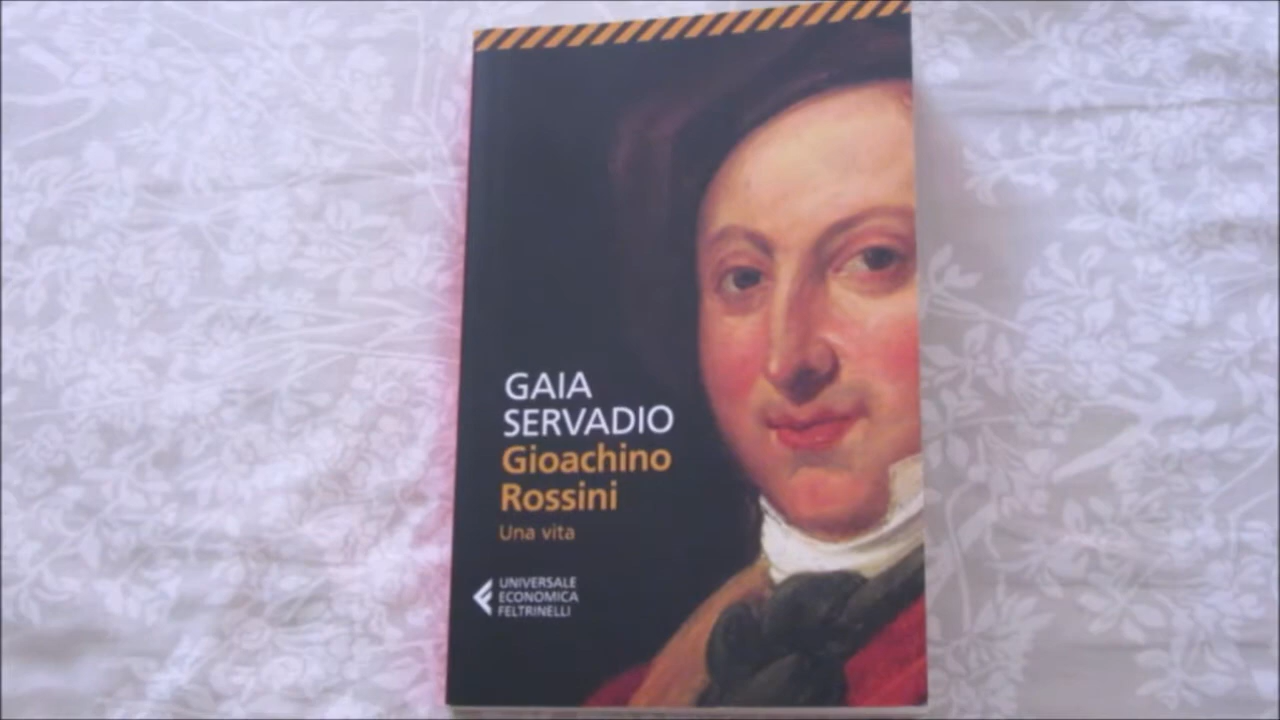 GAIA
SERVADIO
Gioachino
Rossini
Una vita
UNIVERSALE
ECONOMICA
FELTRINELLI